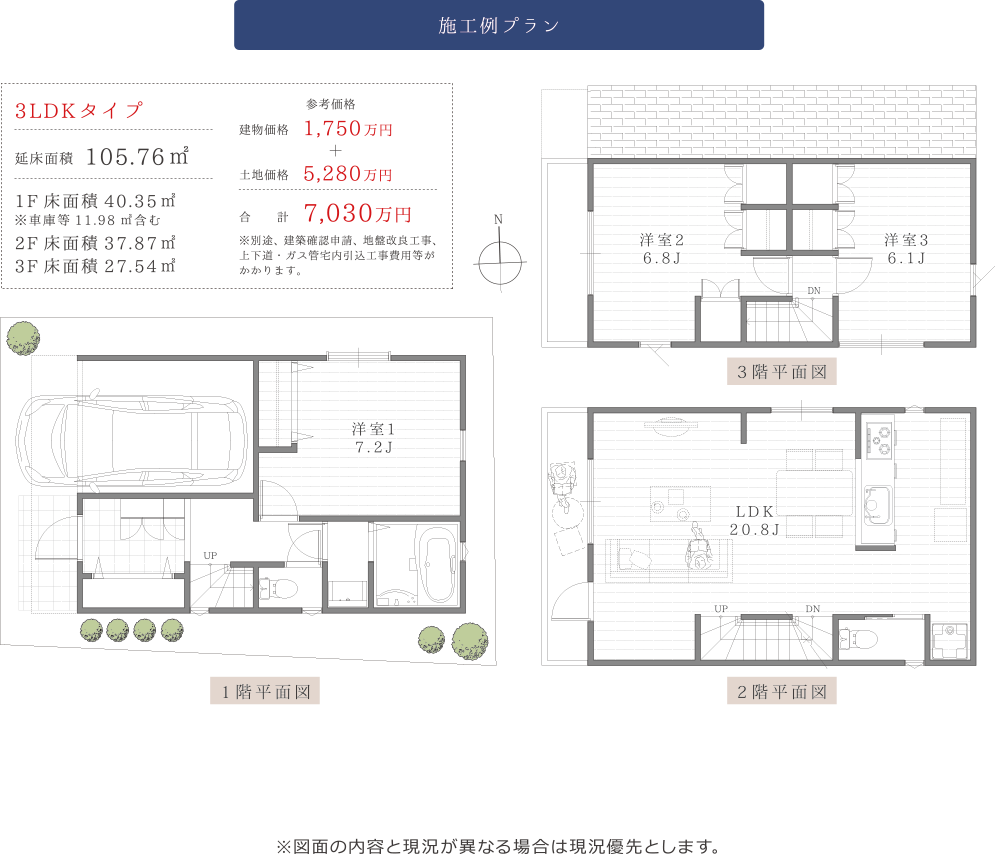 施工例プラン
3LDKタイプ
延床面積 105.76㎡
1F 床面積 40.35㎡
※車庫等 11.98 ㎡含む
2F 床面積 37.87㎡
3F 床面積 27.54㎡
参考価格
建物価格 1,750万円
+
土地価格 5,280万円
合　計 7,030万円
※別途、建築確認申請、地盤改良工事、
上下道・ガス管宅内引込工事費用等が
かかります。
N
洋室2
6.8J
洋室3
6.1J
DN
3階平面図
洋室1
7.2J
UP
1階平面図
LDK
20.8J
UP
DN
2階平面図
※図面の内容と現況が異なる場合は現況優先とします。